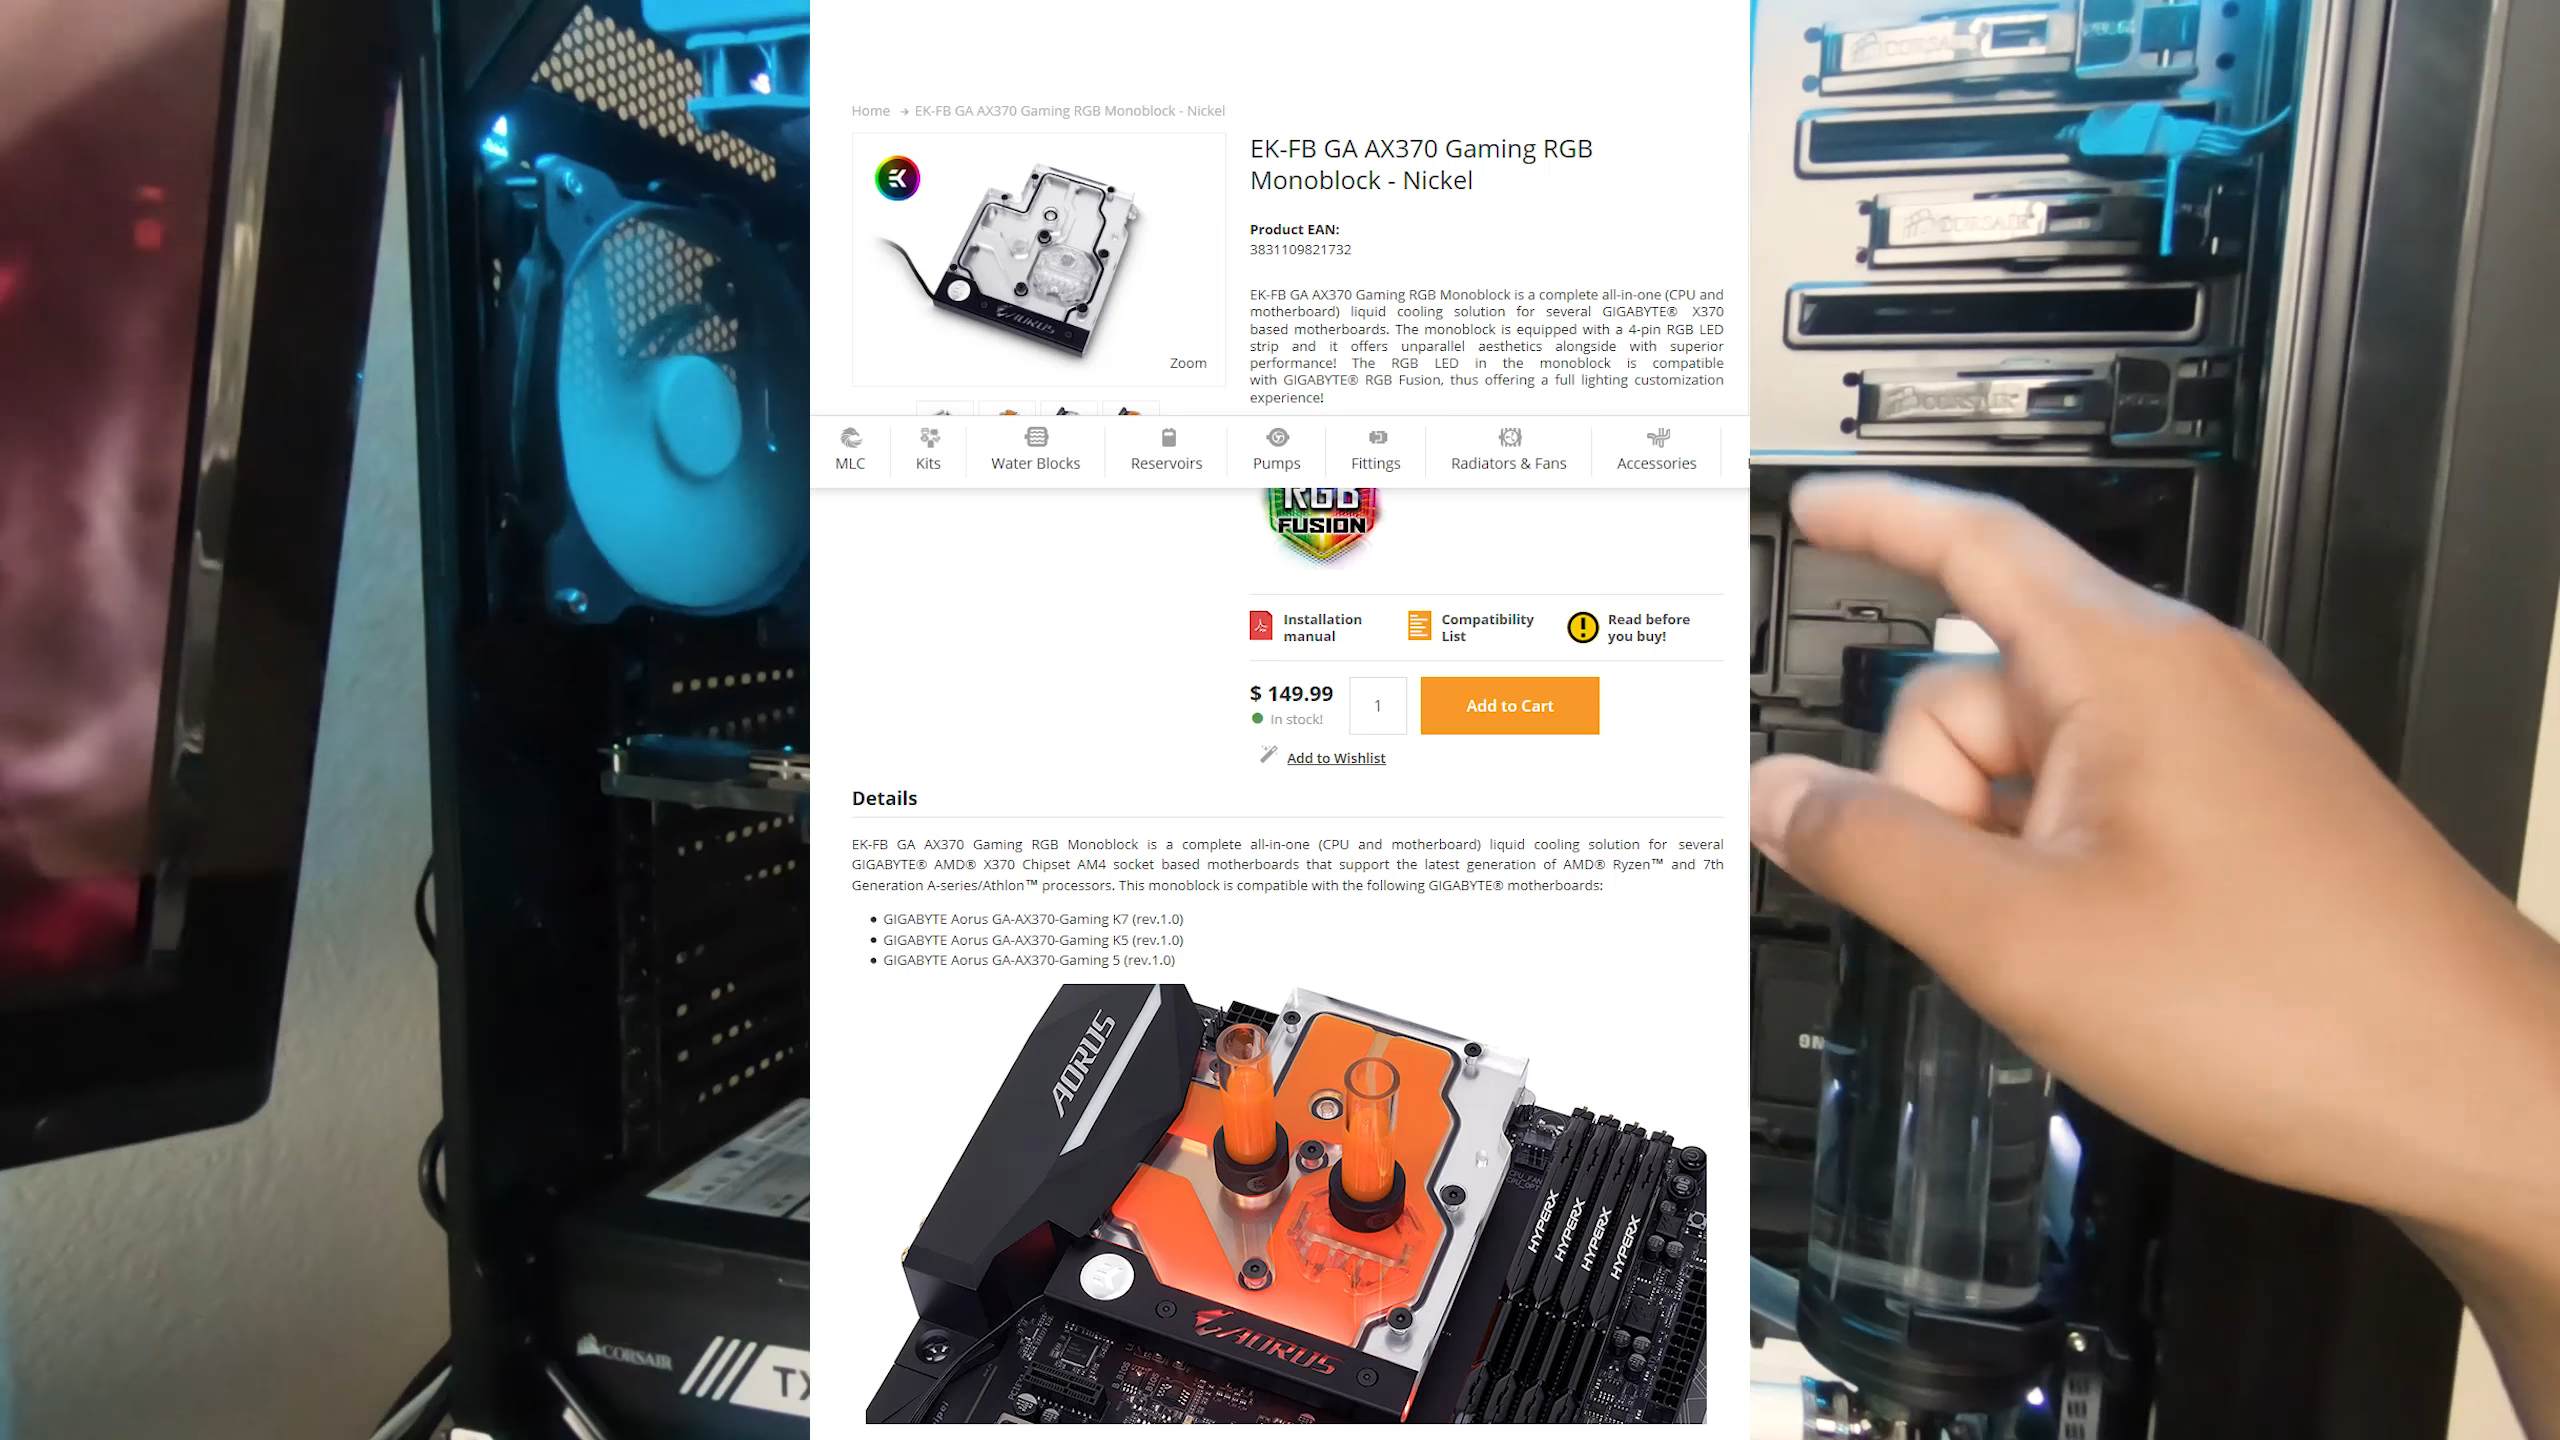 Home → EK-FB GA AX370 Gaming RGB Monoblock - Nickel
EK-FB GA AX370 Gaming RGB
Monoblock - Nickel
Product EAN:
3831109821732
EK-FB GA AX370 Gaming RGB Monoblock is a complete all-in-one (CPU and
motherboard) liquid cooling solution for several GIGABYTE® X370
based motherboards. The monoblock is equipped with a 4-pin RGB LED
strip and it offers unparallel aesthetics alongside with superior
performance! The RGB LED in the monoblock is compatible
with GIGABYTE® RGB Fusion, thus offering a full lighting customization
experience!
AORUS
Zoom
MLC
Kits
Water Blocks
Reservoirs
Pumps
Fittings
Radiators & Fans
Accessories
RGB
FUSION
Installation
manual
Compatibility
List
Read before
you buy!
$ 149.99
1
Add to Cart
In stock!
Add to Wishlist
Details
EK-FB GA AX370 Gaming RGB Monoblock is a complete all-in-one (CPU and motherboard) liquid cooling solution for several
GIGABYTE® AMD® X370 Chipset AM4 socket based motherboards that support the latest generation of AMD® Ryzen™ and 7th
Generation A-series/Athlon™ processors. This monoblock is compatible with the following GIGABYTE® motherboards:
• GIGABYTE Aorus GA-AX370-Gaming K7 (rev.1.0)
• GIGABYTE Aorus GA-AX370-Gaming K5 (rev.1.0)
• GIGABYTE Aorus GA-AX370-Gaming 5 (rev.1.0)
AORUS
HYPERX
HYPERX
HYPERX
HYPERX
AORUS
CORSAIR
TX
CORSAIR
CORSAIR
CORSAIR